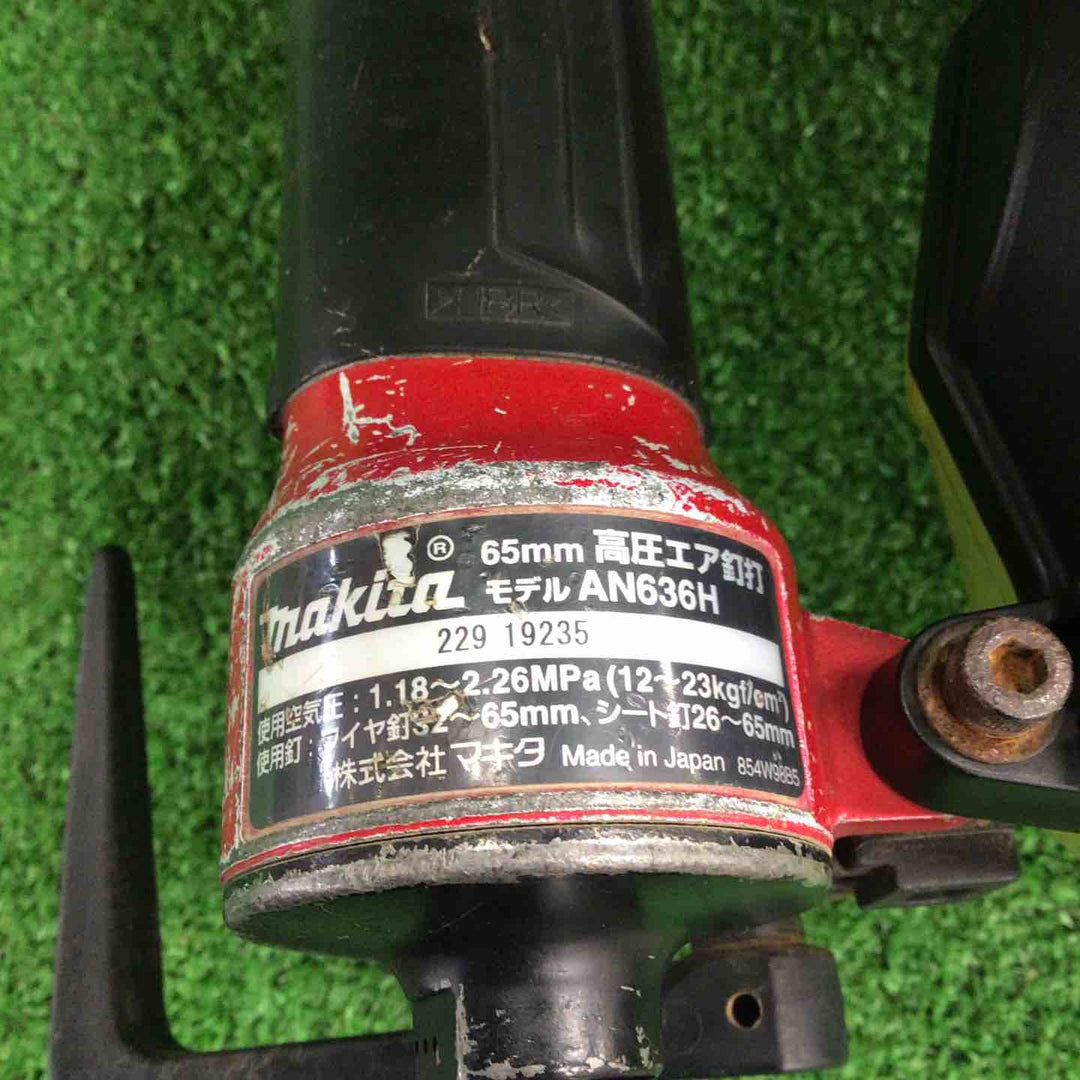 makita® 65mm 高圧エア釘打
モデル AN636H
229 19235
使用空気圧:1.18～2.26MPa(12～23kgf/cm²)
使用釘:ワイヤ釘32～65mm、シート釘26～65mm
株式会社 マキタ Made in Japan 854W98B5